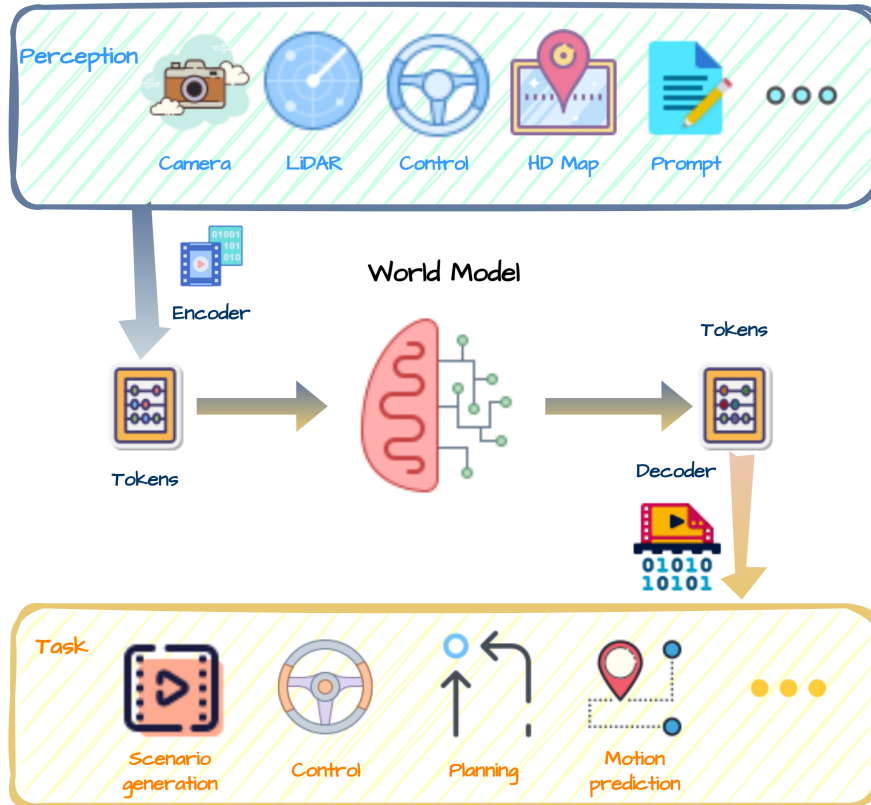 Perception
Camera
LiDAR
Control
HD Map
Prompt
01001
101
010
Encoder
World Model
Tokens
Tokens
Decoder
01010
10101
Task
Scenario
generation
Control
Planning
Motion
prediction